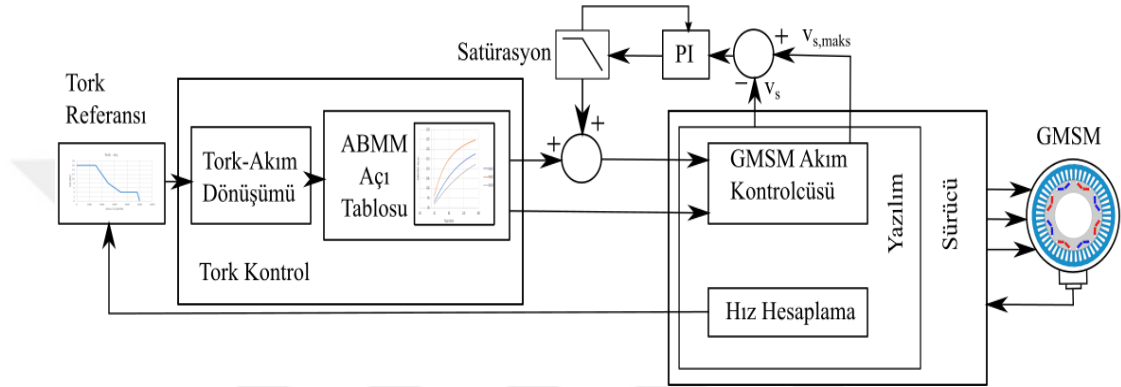 Satürasyon
PI
+
v_s,maks
−
v_s
Tork
Referansı
Tork-Akım
Dönüşümü
ABMM
Açı
Tablosu
Tork Kontrol
+
+
GMSM Akım
Kontrolcüsü
Hız Hesaplama
Yazılım
Sürücü
GMSM